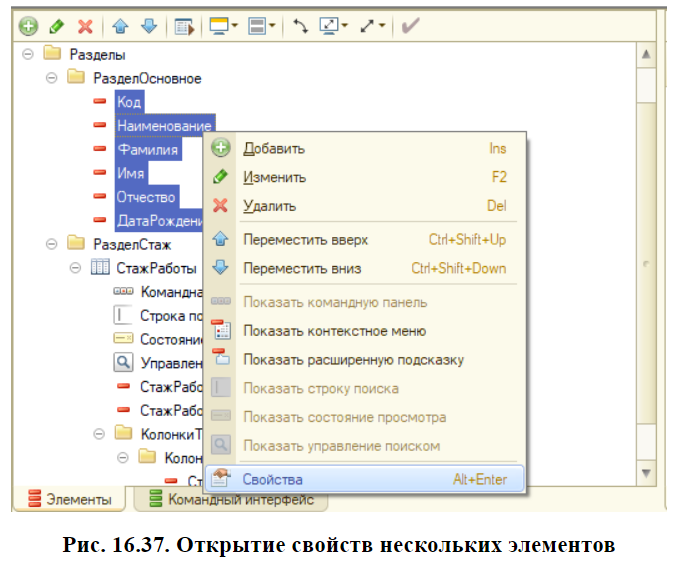 Разделы
РазделОсновное
Код
Наименование
Фамилия
Имя
Отчество
ДатаРождени
РазделСтаж
СтажРаботы
Командна
Строка по
Состояние
Управлен
СтажРабо
СтажРабо
КолонкиТ
Колон
Ст
Добавить Ins
Изменить F2
Удалить Del
Переместить вверх Ctrl+Shift+Up
Переместить вниз Ctrl+Shift+Down
Показать командную панель
Показать контекстное меню
Показать расширенную подсказку
Показать строку поиска
Показать состояние просмотра
Показать управление поиском
Свойства Alt+Enter
Элементы Командный интерфейс
Рис. 16.37. Открытие свойств нескольких элементов